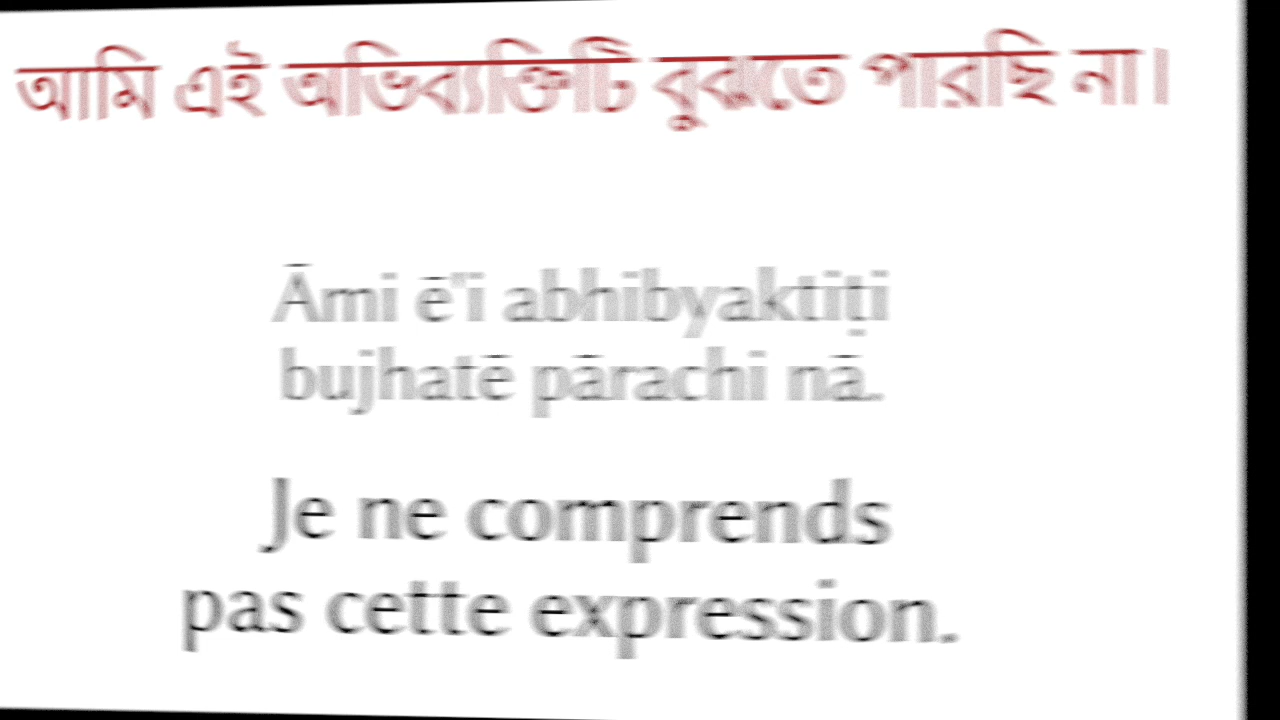 আমি এই অভিব্যক্তিটি বুঝতে পারছি না।
Āmi ē'i abhibyaktiṭi
bujhatē pārachi nā.
Je ne comprends
pas cette expression.